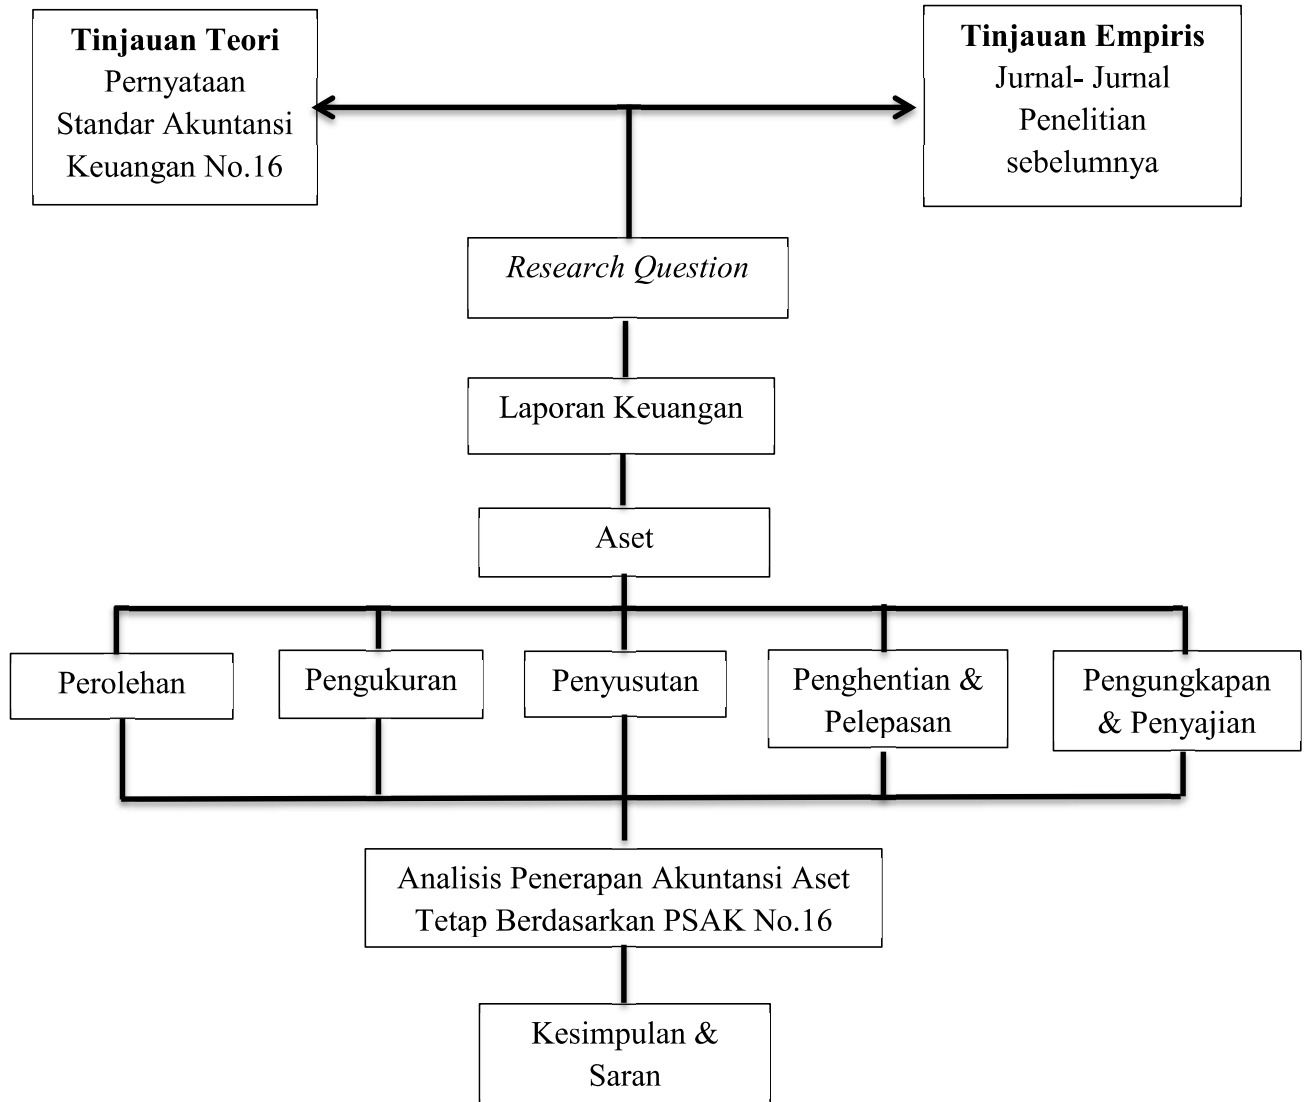 Tinjauan Teori
Pernyataan
Standar Akuntansi
Keuangan No.16
Tinjauan Empiris
Jurnal- Jurnal
Penelitian
sebelumnya
Research Question
Laporan Keuangan
Aset
Perolehan
Pengukuran
Penyusutan
Penghentian &
Pelepasan
Pengungkapan
& Penyajian
Analisis Penerapan Akuntansi Aset
Tetap Berdasarkan PSAK No.16
Kesimpulan &
Saran